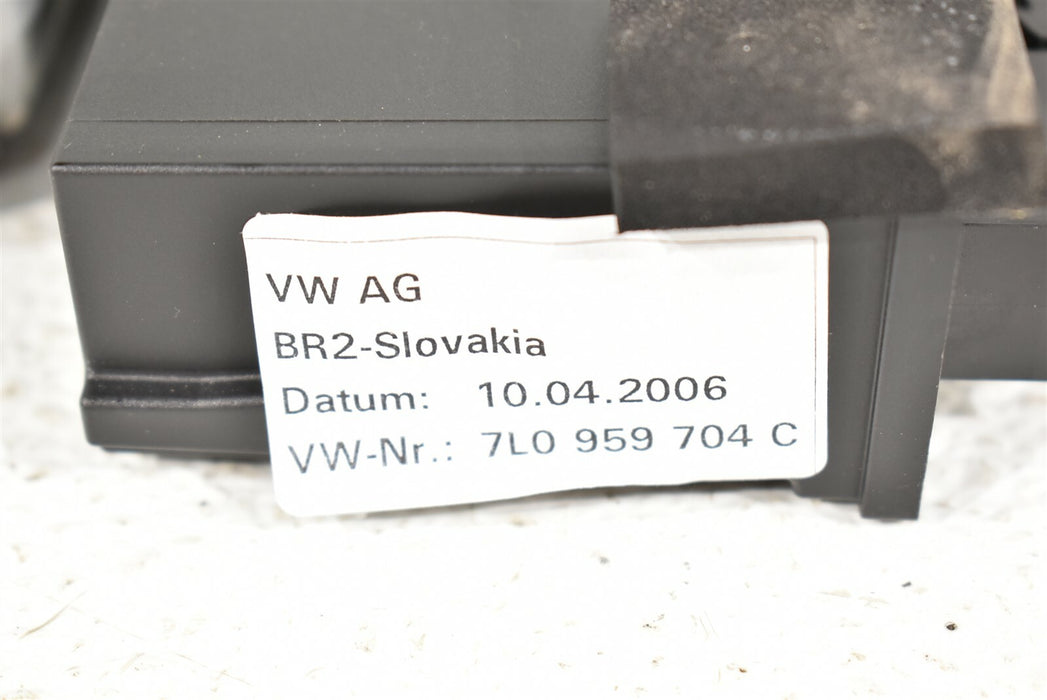 VW AG
BR2-Slovakia
Datum: 10.04.2006
VW-Nr.: 7L0 959 704 C